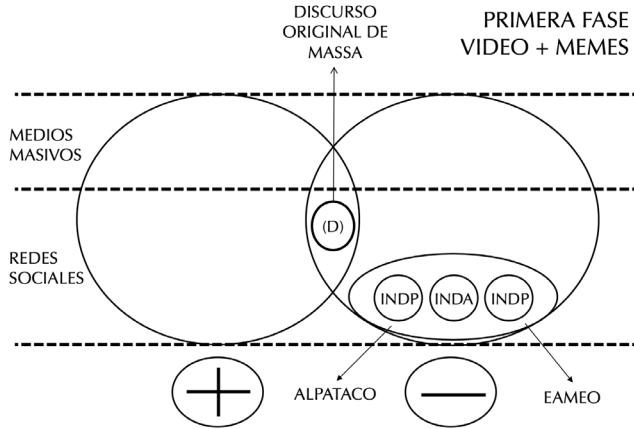 DISCURSO
ORIGINAL DE
MASSA
PRIMERA FASE
VIDEO + MEMES
MEDIOS
MASIVOS
(D)
REDES
SOCIALES
INDP
INDA
INDP
ALPATACO
EAMEO